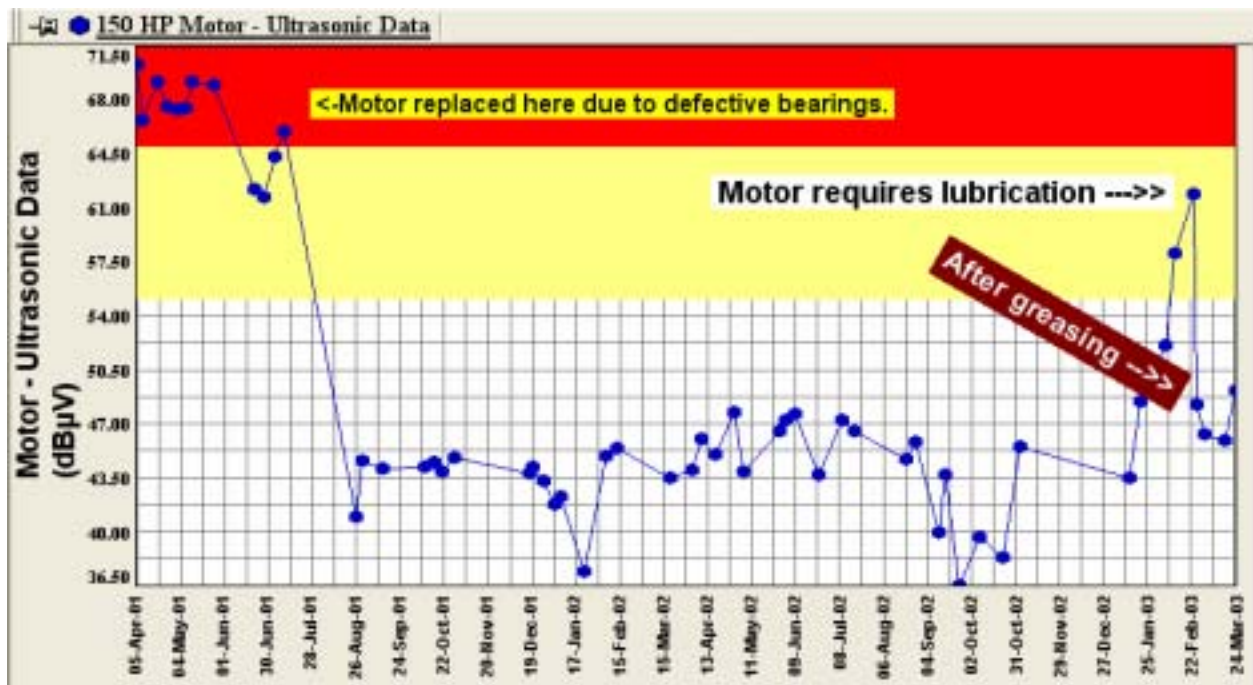 150 HP Motor - Ultrasonic Data
71.50
68.00
64.50
61.00
57.50
54.00
50.50
47.00
43.50
40.00
36.50
Motor - Ultrasonic Data
(dBµV)
<-Motor replaced here due to defective bearings.
Motor requires lubrication --->>
After greasing -->>
05-Apr-01
04-May-01
01-Jun-01
30-Jun-01
28-Jul-01
26-Aug-01
24-Sep-01
22-Oct-01
20-Nov-01
19-Dec-01
17-Jan-02
15-Feb-02
15-Mar-02
13-Apr-02
11-May-02
09-Jun-02
08-Jul-02
06-Aug-02
04-Sep-02
02-Oct-02
31-Oct-02
29-Nov-02
27-Dec-02
25-Jan-03
22-Feb-03
24-Mar-03